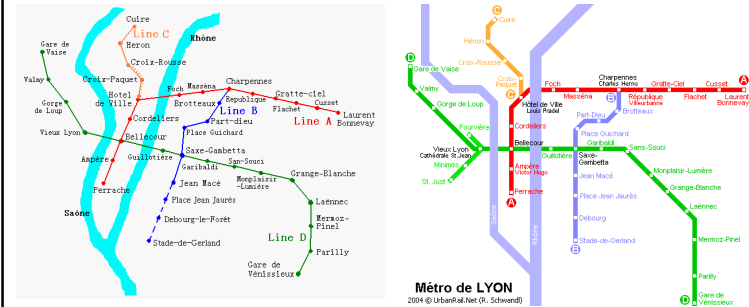 Cuire
Line C
Heron
Rhône
Gare de
Vaise
Croix-Rousse
Valmy
Croix-Paquet
Hotel
de Ville
Foch
Masséna
Charpennes
Gratte-ciel
Cusset
Laurent
Bonnevay
Line A
Brotteaux
République
Line B
Part-dieu
Place Guichard
Gorge
de Loup
Cordeliers
Vieux Lyon
Bellecour
Saxe-Gambetta
Guillotière
Garibaldi
San-Souci
Monplaisir
-Lumière
Grange-Blanche
Ampère
Perrache
Jean Macé
Place Jean Jaurès
Laënnec
Saône
Debourg-le-Forêt
Mermoz-
Pinel
Stade-de-Gerland
Line D
Parilly
Gare de
Vénissieux
C
Cuire
Hénon
D
Gare de Vaise
Croix-Rousse
Croix-
Paquet
C
Valmy
Gorge de Loup
Foch
Masséna
Charpennes
Charles Hernu
Gratte-Ciel
Cusset
A
République
Villeurbanne
Flachet
Laurent
Bonnevay
Hôtel de Ville
Louis Pradel
B
Brotteaux
Part-Dieu
Place Guichard
Cordeliers
Fourvière
Bellecour
Garibaldi
Sans-Souci
Vieux Lyon
Cathédrale St.Jean
Guillotière
Saxe-
Gambetta
Minimes
St. Just
Ampère
Victor Hugo
Perrache
A
Jean Macé
Place Jean Jaurès
Debourg
Stade-de-Gerland
B
Monplaisir-Lumière
Grange-Blanche
Laënnec
Mermoz-Pinel
Parilly
D
Gare de
Vénissieux
Saône
Rhône
Métro de LYON
2004 © UrbanRail.Net (R. Schwandl)